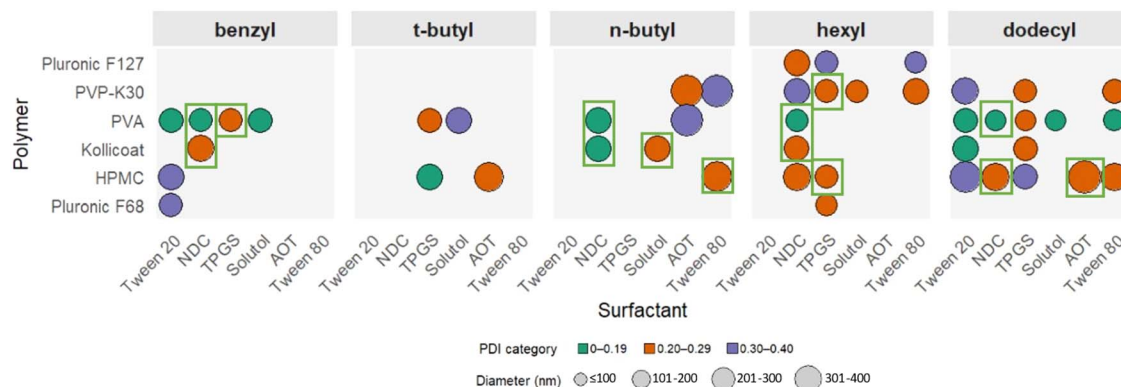 benzyl
t-butyl
n-butyl
hexyl
dodecyl
Polymer
Pluronic F127
PVP-K30
PVA
Kollicoat
HPMC
Pluronic F68
Tween 20
NDC
TPGS
Solutol
AOT
Tween 80
Tween 20
NDC
TPGS
Solutol
AOT
Tween 80
Tween 20
NDC
TPGS
Solutol
AOT
Tween 80
Tween 20
NDC
TPGS
Solutol
AOT
Tween 80
Tween 20
NDC
TPGS
Solutol
AOT
Tween 80
Surfactant
PDI category 0–0.19 0.20–0.29 0.30–0.40
Diameter (nm) ≤100 101-200 201-300 301-400